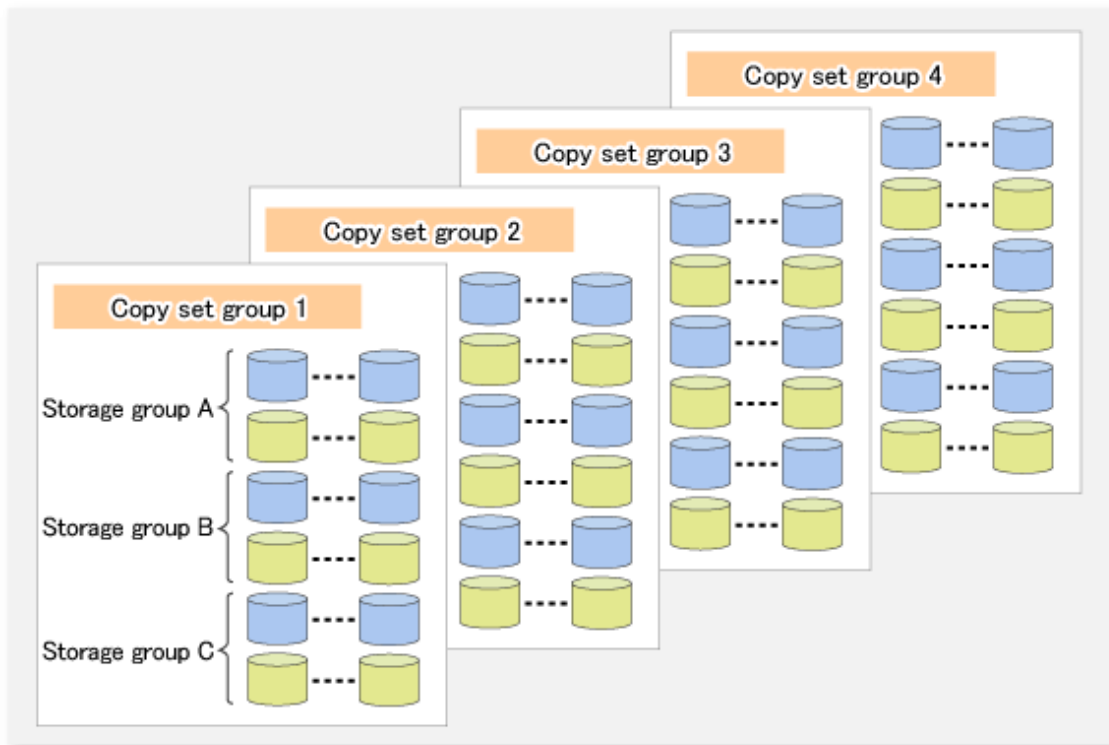 Copy set group 4
Copy set group 3
Copy set group 2
Copy set group 1
Storage group A
Storage group B
Storage group C